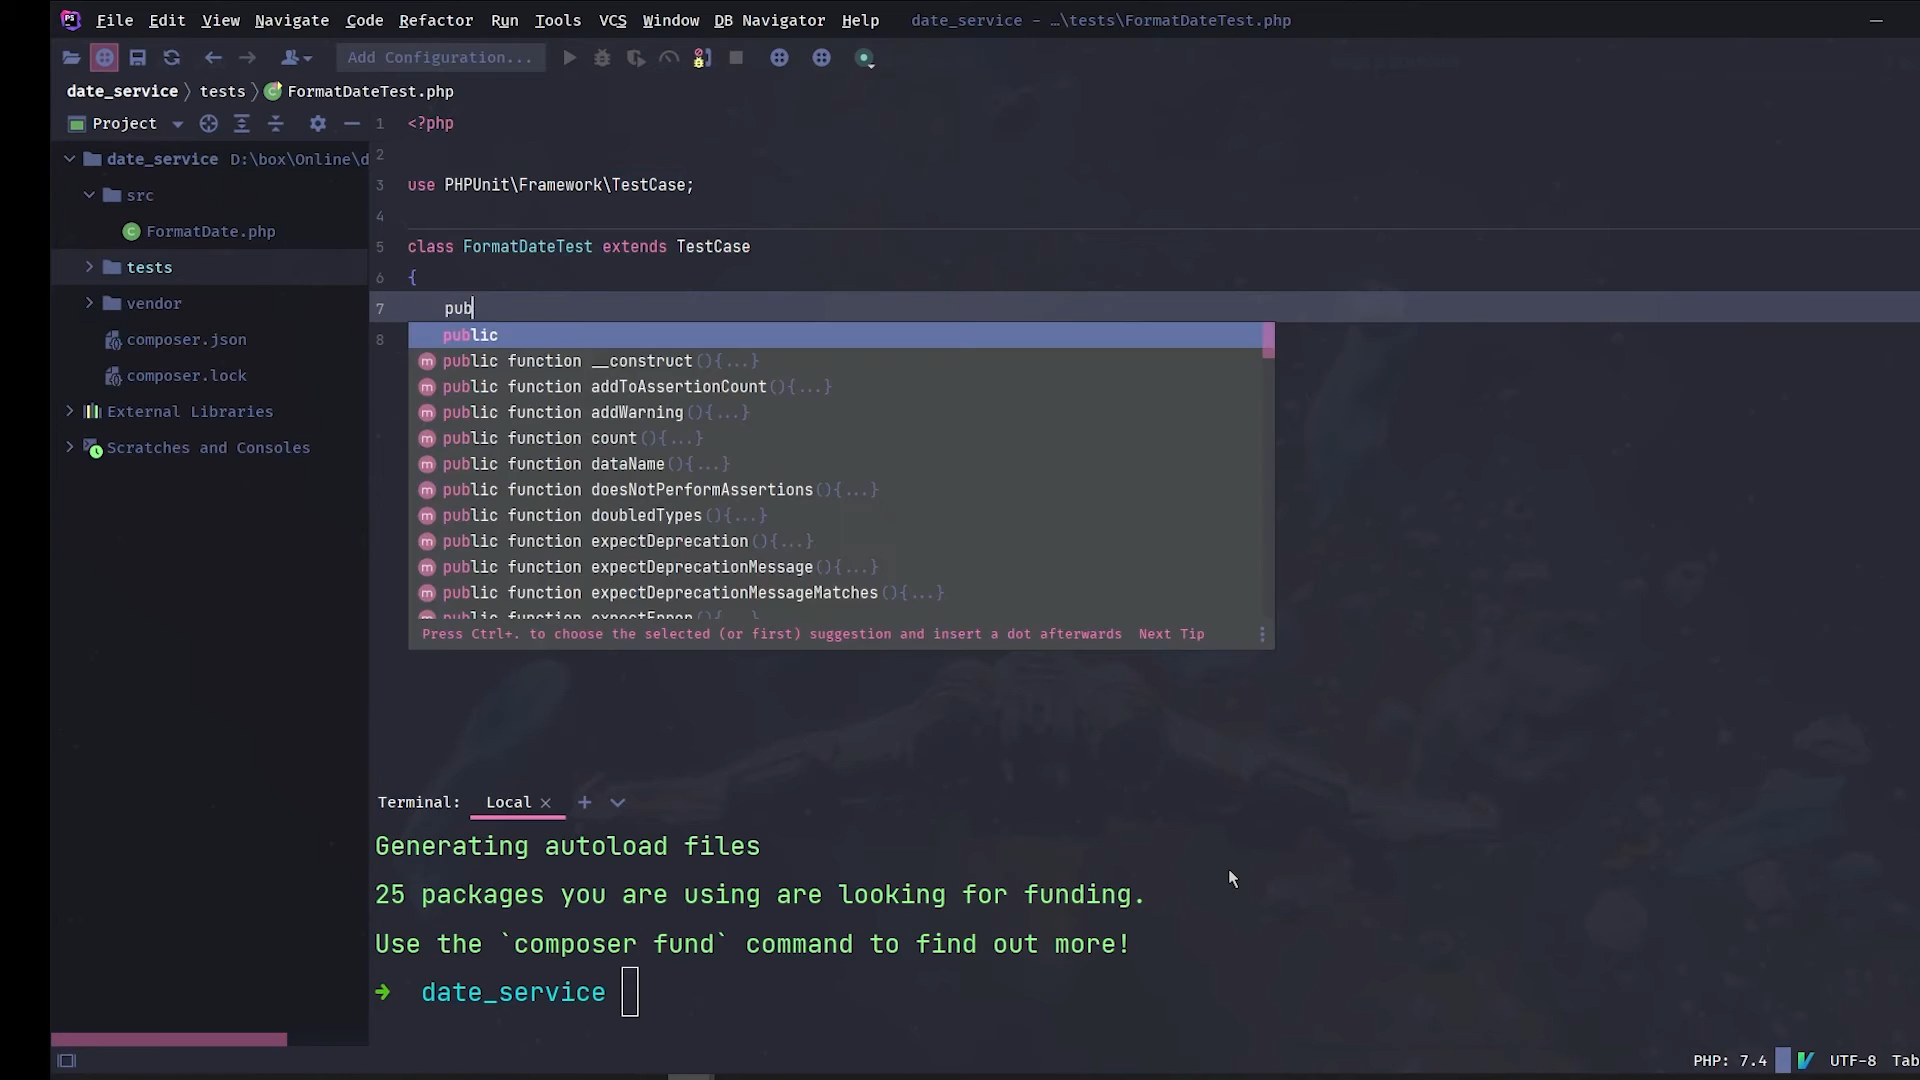 File Edit View Navigate Code Refactor Run Tools VCS Window DB Navigator Help date_service – …\tests\FormatDateTest.php
Add Configuration...
date_service tests FormatDateTest.php
Project
date_service D:\box\Online\d
src
FormatDate.php
tests
vendor
composer.json
composer.lock
External Libraries
Scratches and Consoles
1 <?php
2
3 use PHPUnit\Framework\TestCase;
4
5 class FormatDateTest extends TestCase
6 {
7 pub
8
public
public function __construct(){...}
public function addToAssertionCount(){...}
public function addWarning(){...}
public function count(){...}
public function dataName(){...}
public function doesNotPerformAssertions(){...}
public function doubledTypes(){...}
public function expectDeprecation(){...}
public function expectDeprecationMessage(){...}
public function expectDeprecationMessageMatches(){...}
public function expectError(){...}
Press Ctrl+. to choose the selected (or first) suggestion and insert a dot afterwards Next Tip
Terminal: Local
Generating autoload files
25 packages you are using are looking for funding.
Use the `composer fund` command to find out more!
➜ date_service
PHP: 7.4 UTF-8 Tab